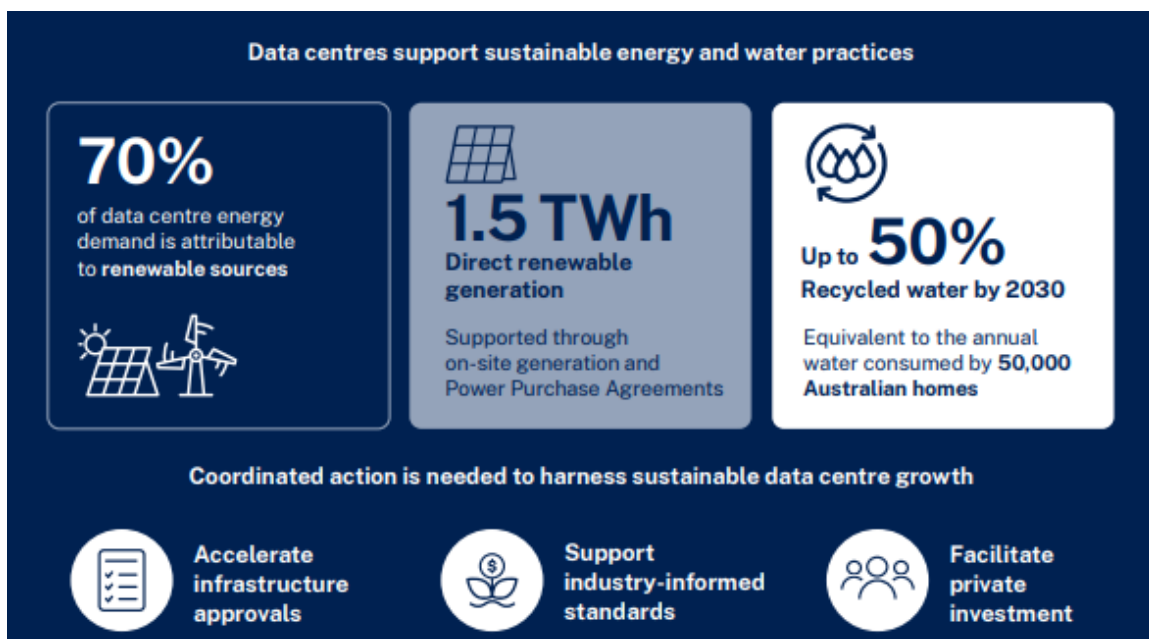 Data centres support sustainable energy and water practices
70%
of data centre energy
demand is attributable
to renewable sources
1.5 TWh
Direct renewable
generation
Supported through
on-site generation and
Power Purchase Agreements
Up to 50%
Recycled water by 2030
Equivalent to the annual
water consumed by 50,000
Australian homes
Coordinated action is needed to harness sustainable data centre growth
Accelerate
infrastructure
approvals
$
Support
industry-informed
standards
Facilitate
private
investment